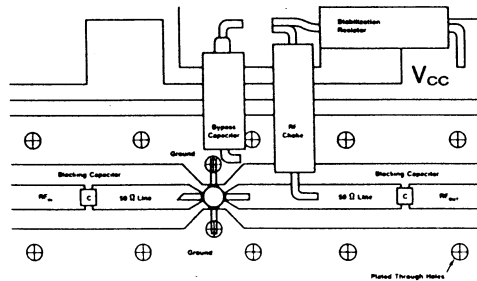 Stabilization
Resistor
VCC
Bypass
Capacitor
RF
Choke
Ground
Blocking Capacitor
Blocking Capacitor
RFIN
C
50 Ω Line
50 Ω Line
C
RFOUT
Ground
Plated Through Holes